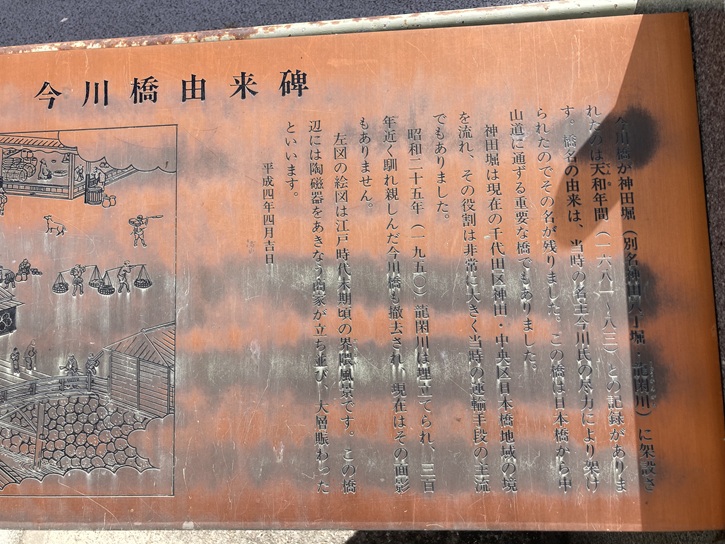 今川橋由来碑
今川橋が神田堀（別名神田八丁堀・龍閑川）に架設さ
れたのは天和年間（一六八一～八三）との記録がありま
す。橋名の由来は、当時の名主今川氏の尽力により架け
られたのでその名が残りました。この橋は日本橋から中
山道に通ずる重要な橋でもありました。
神田堀は現在の千代田区神田・中央区日本橋地域の境
を流れ、その役割は非常に大きく当時の運輸手段の主流
でもありました。
昭和二十五年（一九五〇）龍閑川は埋立てられ、三百
年近く馴れ親しんだ今川橋も撤去され、現在はその面影
もありません。
左図の絵図は江戸時代末期頃の界隈風景です。この橋
辺には陶磁器をあきなう商家が立ち並び、大層賑わった
といいます。
平成四年四月吉日